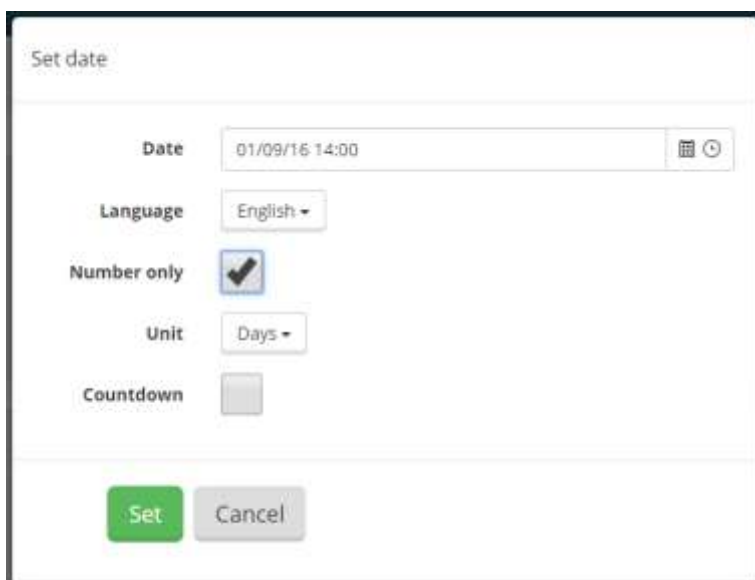 Set date
Date 01/09/16 14:00
Language English
Number only
Unit Days
Countdown
Set Cancel